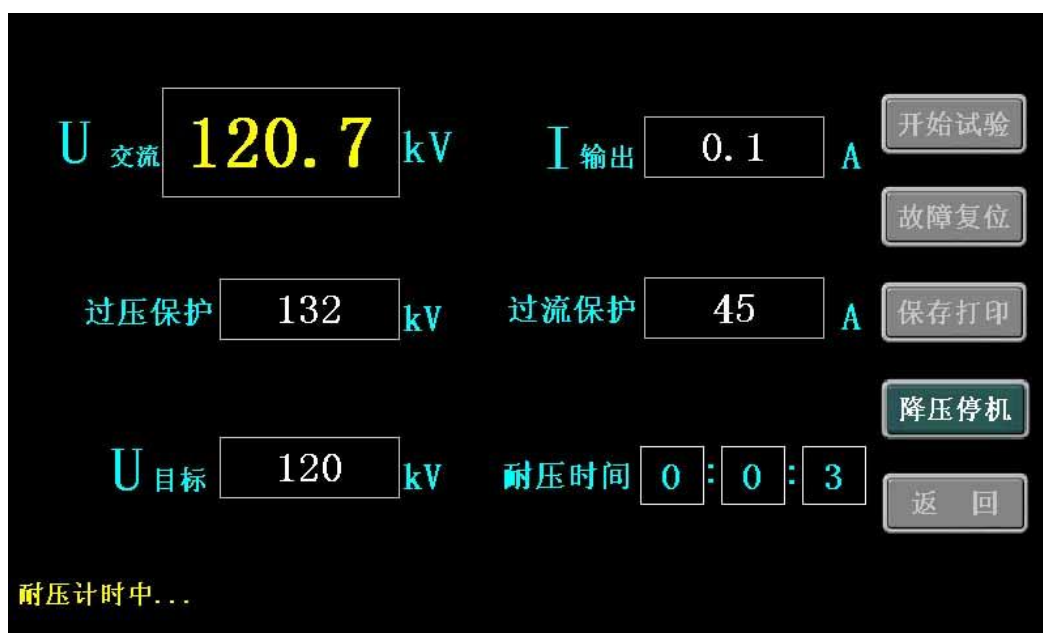 U 交流 120.7 kV I 输出 0.1 A 开始试验
故障复位
过压保护 132 kV 过流保护 45 A 保存打印
降压停机
U 目标 120 kV 耐压时间 0 : 0 : 3
返 回
耐压计时中...